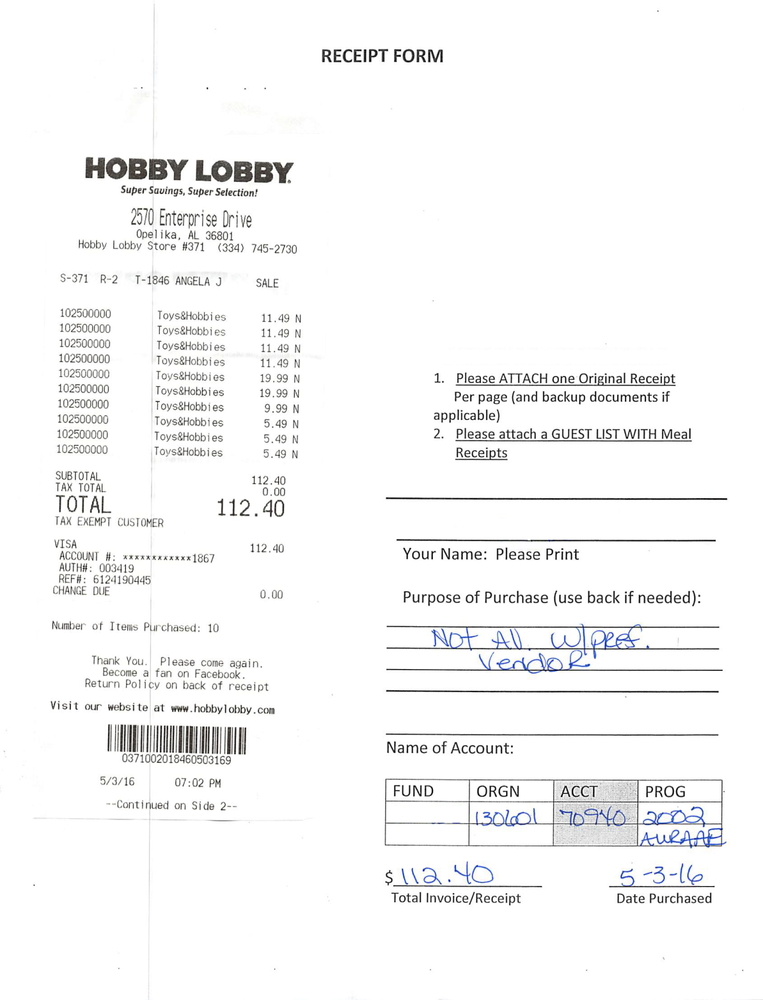 RECEIPT FORM
HOBBY LOBBY.
Super Savings, Super Selection!
2570 Enterprise Drive
Opelika, AL 36801
Hobby Lobby Store #371 (334) 745-2730
S-371 R-2 T-1846 ANGELA J SALE
102500000 Toys&Hobbies 11.49 N
102500000 Toys&Hobbies 11.49 N
102500000 Toys&Hobbies 11.49 N
102500000 Toys&Hobbies 11.49 N
102500000 Toys&Hobbies 19.99 N
102500000 Toys&Hobbies 19.99 N
102500000 Toys&Hobbies 9.99 N
102500000 Toys&Hobbies 5.49 N
102500000 Toys&Hobbies 5.49 N
102500000 Toys&Hobbies 5.49 N
SUBTOTAL 112.40
TAX TOTAL 0.00
TOTAL 112.40
TAX EXEMPT CUSTOMER
VISA 112.40
ACCOUNT #: ************1867
AUTH#: 003419
REF#: 6124190445
CHANGE DUE 0.00
Number of Items Purchased: 10
Thank You. Please come again.
Become a fan on Facebook.
Return Policy on back of receipt
Visit our website at www.hobbylobby.com
0371002018460503169
5/3/16 07:02 PM
--Continued on Side 2--
1. Please ATTACH one Original Receipt
Per page (and backup documents if
applicable)
2. Please attach a GUEST LIST WITH Meal
Receipts
Your Name: Please Print
Purpose of Purchase (use back if needed):
Not Av. w/pref.
Vendor
Name of Account:
FUND ORGN ACCT PROG
130601 70940 2002
AURAAE
$ 112.40 5-3-16
Total Invoice/Receipt Date Purchased